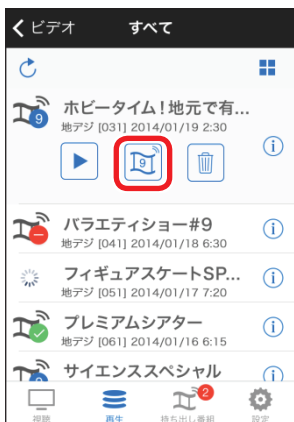 ビデオ
すべて
9
ホビータイム!地元で有...
地デジ [031] 2014/01/19 2:30
9
バラエティショー#9
地デジ [041] 2014/01/18 6:30
フィギュアスケートSP...
地デジ [051] 2014/01/17 7:20
プレミアムシアター
地デジ [061] 2014/01/16 6:15
サイエンススペシャル
2
視聴
再生
持ち出し番組
設定